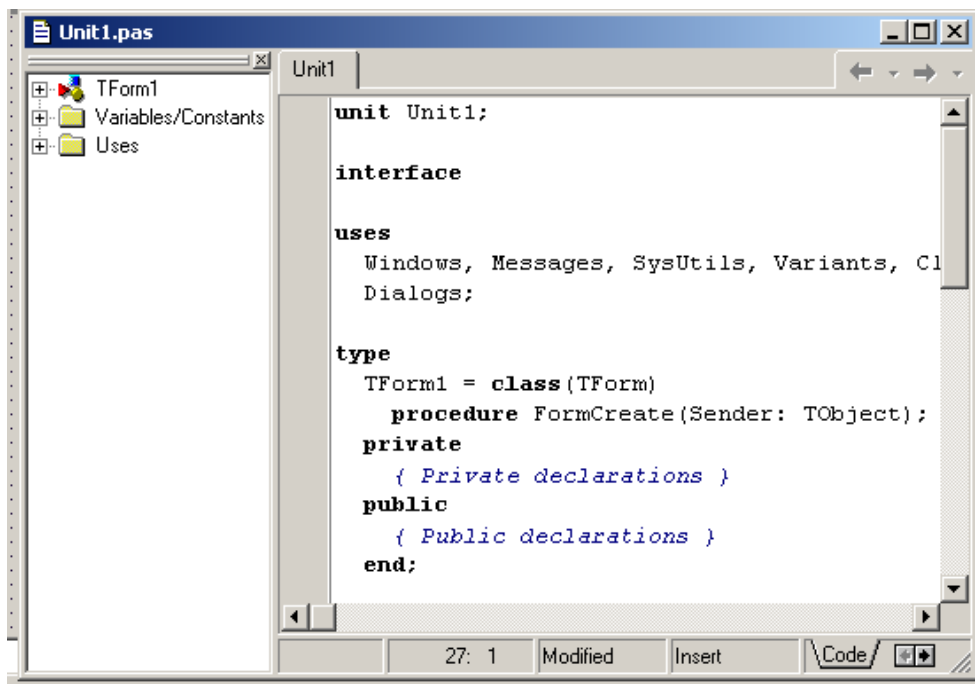 Unit1.pas
TForm1
Variables/Constants
Uses
Unit1
unit Unit1;
interface
uses
Windows, Messages, SysUtils, Variants, Cl
Dialogs;
type
TForm1 = class(TForm)
procedure FormCreate(Sender: TObject);
private
{ Private declarations }
public
{ Public declarations }
end;
27: 1 Modified Insert \Code/